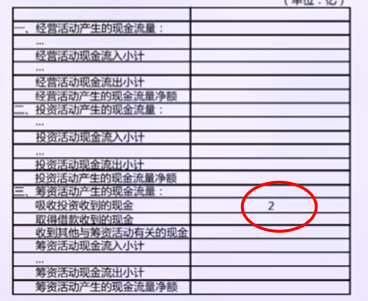 （单位：亿）
一、经营活动产生的现金流量：
...
经营活动现金流入小计
...
经营活动现金流出小计
经营活动产生的现金流量净额
二、投资活动产生的现金流量：
...
投资活动现金流入小计
...
投资活动现金流出小计
投资活动产生的现金流量净额
三、筹资活动产生的现金流量：
吸收投资收到的现金 2
取得借款收到的现金
收到其他与筹资活动有关的现金
筹资活动现金流入小计
...
筹资活动现金流出小计
筹资活动产生的现金流量净额